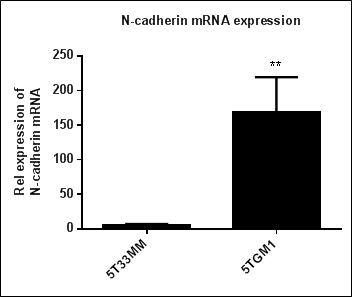 N-cadherin mRNA expression
Rel expression of
N-cadherin mRNA
250
200
150
100
50
0
**
5T33MM
5TGM1